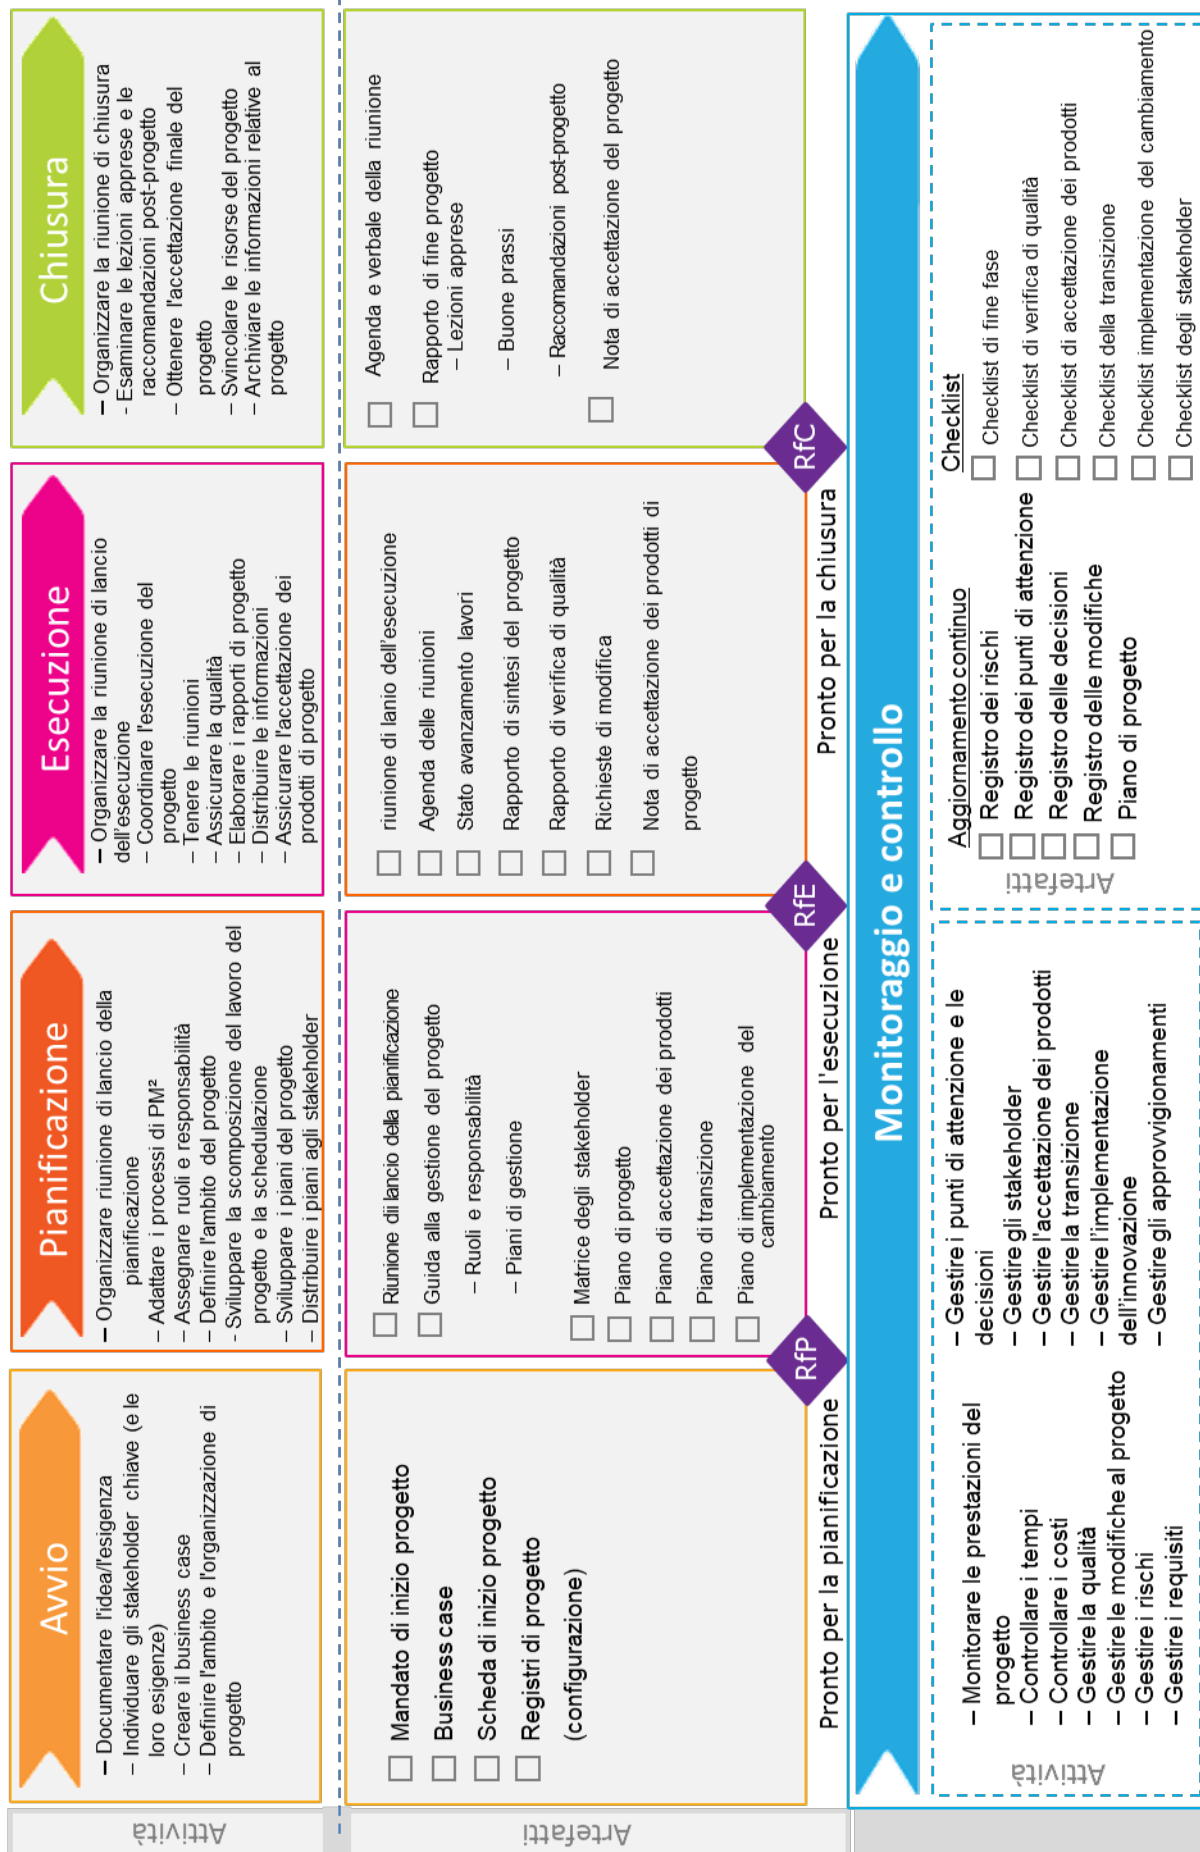 Attività
Avvio
– Documentare l'idea/l'esigenza
– Individuare gli stakeholder chiave (e le
loro esigenze)
– Creare il business case
– Definire l'ambito e l'organizzazione di
progetto
Pianificazione
– Organizzare riunione di lancio della
pianificazione
– Adattare i processi di PM²
– Assegnare ruoli e responsabilità
– Definire l'ambito del progetto
- Sviluppare la scomposizione del lavoro del
progetto e la schedulazione
– Sviluppare i piani del progetto
– Distribuire i piani agli stakeholder
Esecuzione
– Organizzare la riunione di lancio
dell'esecuzione
– Coordinare l'esecuzione del
progetto
– Tenere le riunioni
– Assicurare la qualità
– Elaborare i rapporti di progetto
– Distribuire le informazioni
– Assicurare l'accettazione dei
prodotti di progetto
Chiusura
– Organizzare la riunione di chiusura
- Esaminare le lezioni apprese e le
raccomandazioni post-progetto
– Ottenere l'accettazione finale del
progetto
– Svincolare le risorse del progetto
– Archiviare le informazioni relative al
progetto
Artefatti
Mandato di inizio progetto
Business case
Scheda di inizio progetto
Registri di progetto
(configurazione)
RfP
Pronto per la pianificazione
Riunione di lancio della pianificazione
Guida alla gestione del progetto
– Ruoli e responsabilità
– Piani di gestione
Matrice degli stakeholder
Piano di progetto
Piano di accettazione dei prodotti
Piano di transizione
Piano di implementazione del
cambiamento
RfE
Pronto per l'esecuzione
riunione di lanio dell'esecuzione
Agenda delle riunioni
Stato avanzamento lavori
Rapporto di sintesi del progetto
Rapporto di verifica di qualità
Richieste di modifica
Nota di accettazione dei prodotti di
progetto
RfC
Pronto per la chiusura
Agenda e verbale della riunione
Rapporto di fine progetto
– Lezioni apprese
– Buone prassi
– Raccomandazioni post-progetto
Nota di accettazione del progetto
Monitoraggio e controllo
Attività
– Monitorare le prestazioni del
progetto
– Controllare i tempi
– Controllare i costi
– Gestire la qualità
– Gestire le modifiche al progetto
– Gestire i rischi
– Gestire i requisiti
– Gestire i punti di attenzione e le
decisioni
– Gestire gli stakeholder
– Gestire l'accettazione dei prodotti
– Gestire la transizione
– Gestire l'implementazione
dell'innovazione
– Gestire gli approvvigionamenti
Artefatti
Aggiornamento continuo
Registro dei rischi
Registro dei punti di attenzione
Registro delle decisioni
Registro delle modifiche
Piano di progetto
Checklist
Checklist di fine fase
Checklist di verifica di qualità
Checklist di accettazione dei prodotti
Checklist della transizione
Checklist implementazione del cambiamento
Checklist degli stakeholder